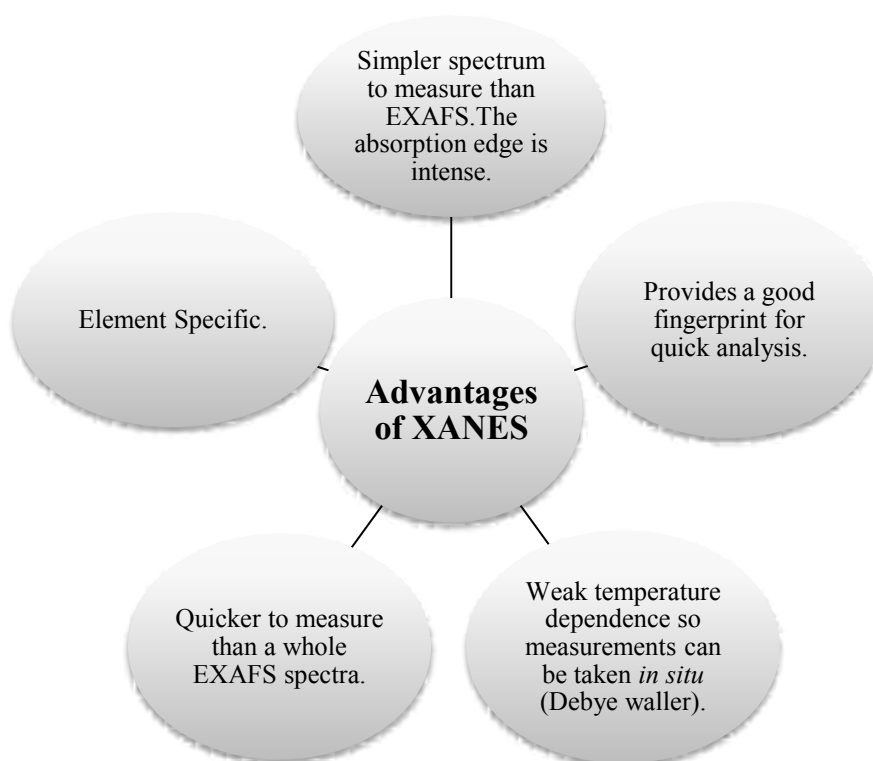 Simpler spectrum
to measure than
EXAFS.The
absorption edge is
intense.
Provides a good
fingerprint for
quick analysis.
Element Specific.
Advantages
of XANES
Quicker to measure
than a whole
EXAFS spectra.
Weak temperature
dependence so
measurements can
be taken in situ
(Debye waller).